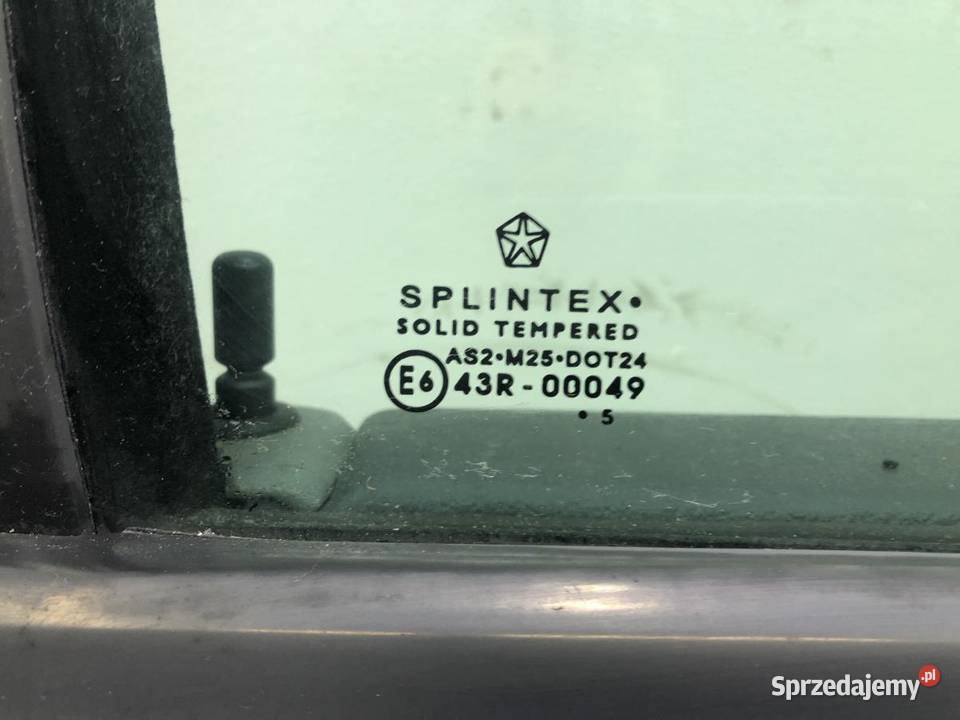 SPLINTEX•
SOLID TEMPERED
AS2•M25•DOT24
E6 43R-00049
• 5
Sprzedajemy.pl